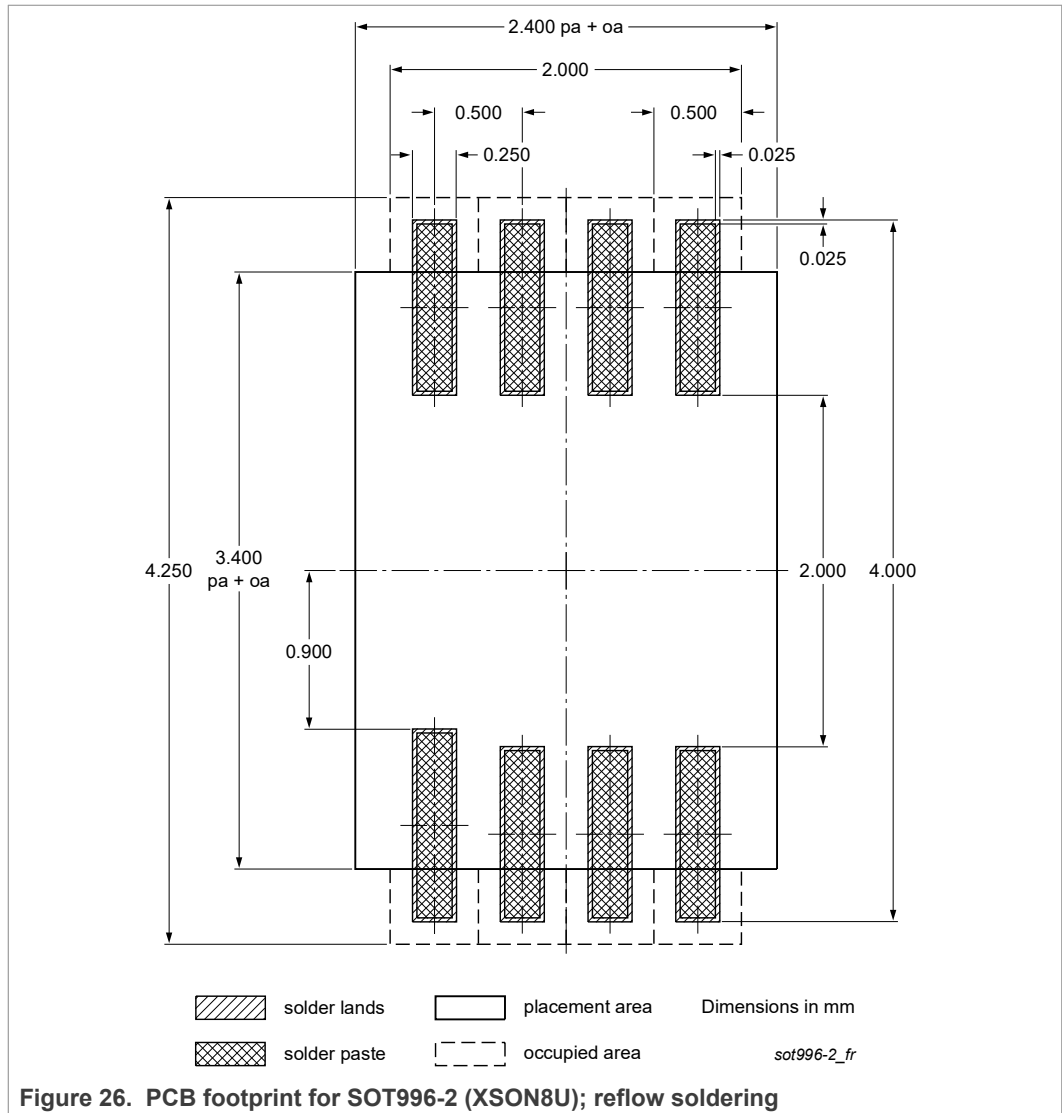 2.400 pa + oa
2.000
0.500
0.500
0.250
0.025
0.025
4.250
3.400
pa + oa
2.000
4.000
0.900
solder lands
placement area
Dimensions in mm
solder paste
occupied area
sot996-2_fr
Figure 26. PCB footprint for SOT996-2 (XSON8U); reflow soldering